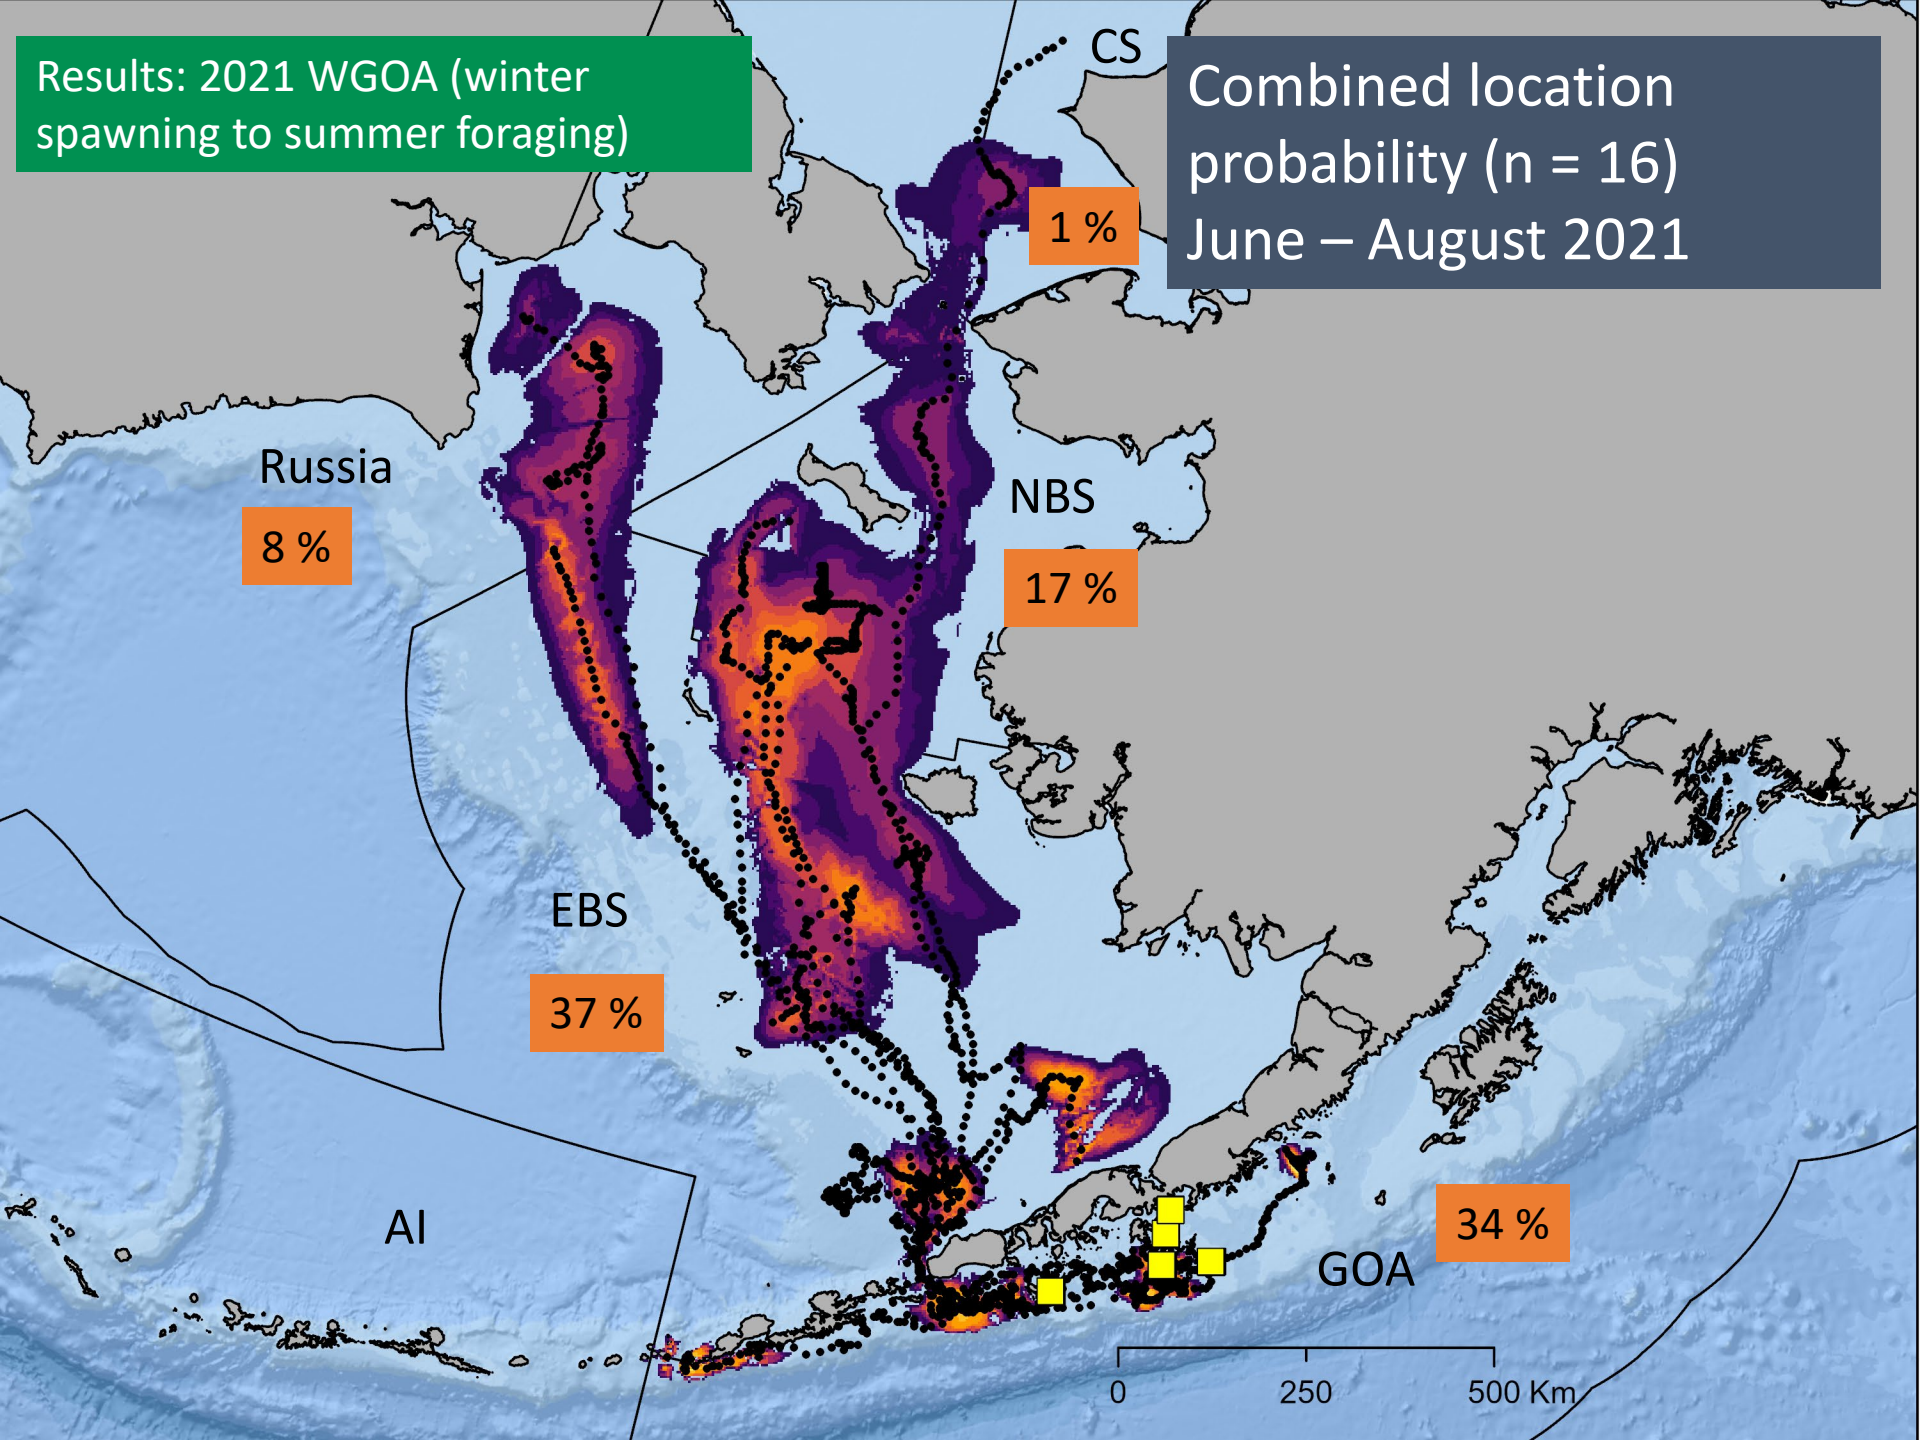 Results: 2021 WGOA (winter
spawning to summer foraging)
CS
Combined location
probability (n = 16)
June – August 2021
1 %
Russia
8 %
NBS
17 %
EBS
37 %
AI
34 %
GOA
0 250 500 Km